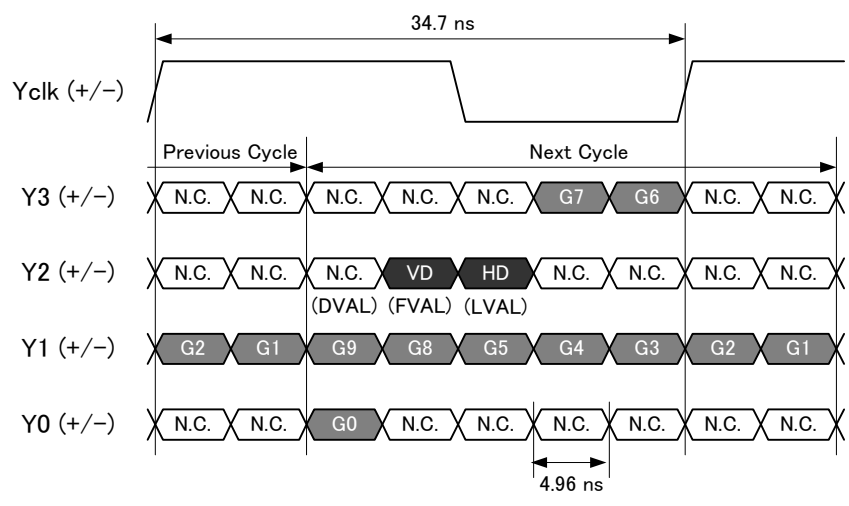 34.7 ns
Yclk (+/-)
Previous Cycle Next Cycle
Y3 (+/-) N.C. N.C. N.C. N.C. N.C. G7 G6 N.C. N.C.
Y2 (+/-) N.C. N.C. N.C. VD HD N.C. N.C. N.C. N.C.
(DVAL) (FVAL) (LVAL)
Y1 (+/-) G2 G1 G9 G8 G5 G4 G3 G2 G1
Y0 (+/-) N.C. N.C. G0 N.C. N.C. N.C. N.C. N.C. N.C.
4.96 ns